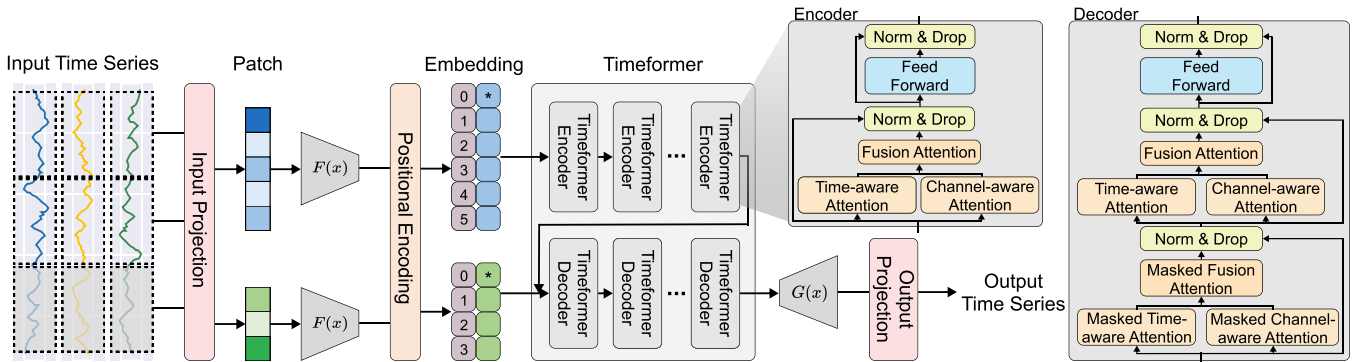 Input Time Series
Input Projection
Patch
F(x)
F(x)
Positional Encoding
Embedding
0 *
1
2
3
4
5
0 *
1
2
3
Timeformer
Timeformer
Encoder
Timeformer
Encoder
...
Timeformer
Encoder
Timeformer
Decoder
Timeformer
Decoder
...
Timeformer
Decoder
G(x)
Output
Projection
Output
Time Series
Encoder
Norm & Drop
Feed
Forward
Norm & Drop
Fusion Attention
Time-aware
Attention
Channel-aware
Attention
Decoder
Norm & Drop
Feed
Forward
Norm & Drop
Fusion Attention
Time-aware
Attention
Channel-aware
Attention
Norm & Drop
Masked Fusion
Attention
Masked Time-
aware Attention
Masked Channel-
aware Attention